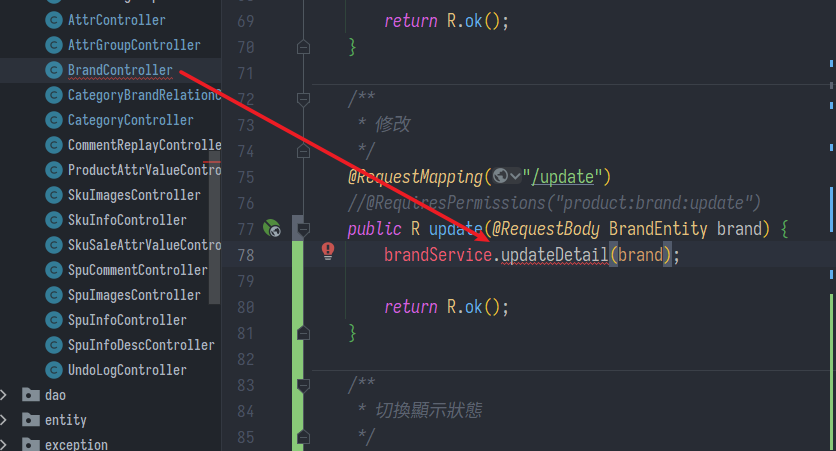 AttrController
AttrGroupController
BrandController
CategoryBrandRelationC
CategoryController
CommentReplayControlle
ProductAttrValueContro
SkuImagesController
SkuInfoController
SkuSaleAttrValueContro
SpuCommentController
SpuImagesController
SpuInfoController
SpuInfoDescController
UndoLogController
dao
entity
exception
69 return R.ok();
70 }
71
72 /**
73 * 修改
74 */
75 @RequestMapping("/update")
76 //@RequiresPermissions("product:brand:update")
77 public R update(@RequestBody BrandEntity brand) {
78 brandService.updateDetail(brand);
79
80 return R.ok();
81 }
82
83 /**
84 * 切換顯示狀態
85 */